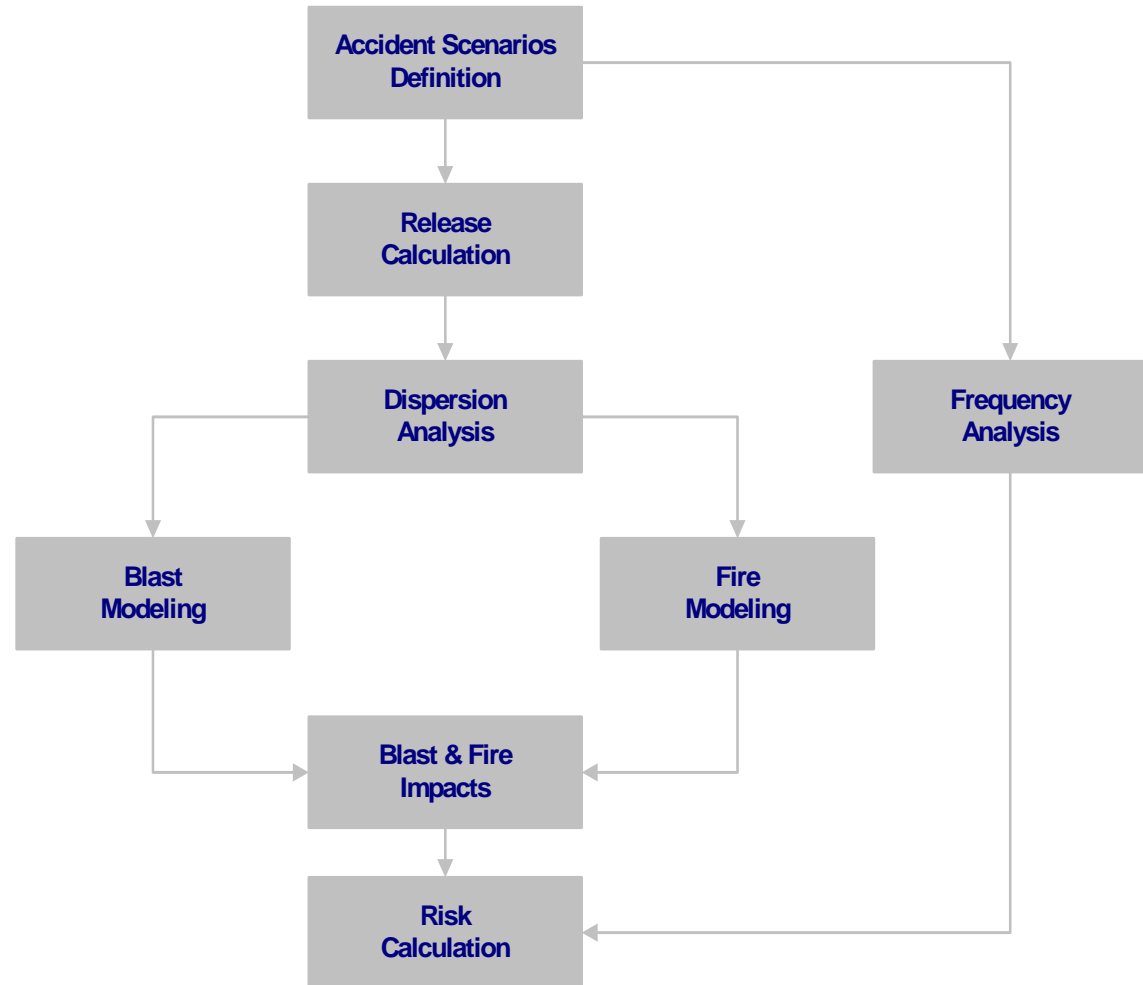 Accident Scenarios
Definition
Release
Calculation
Dispersion
Analysis
Frequency
Analysis
Blast
Modeling
Fire
Modeling
Blast & Fire
Impacts
Risk
Calculation